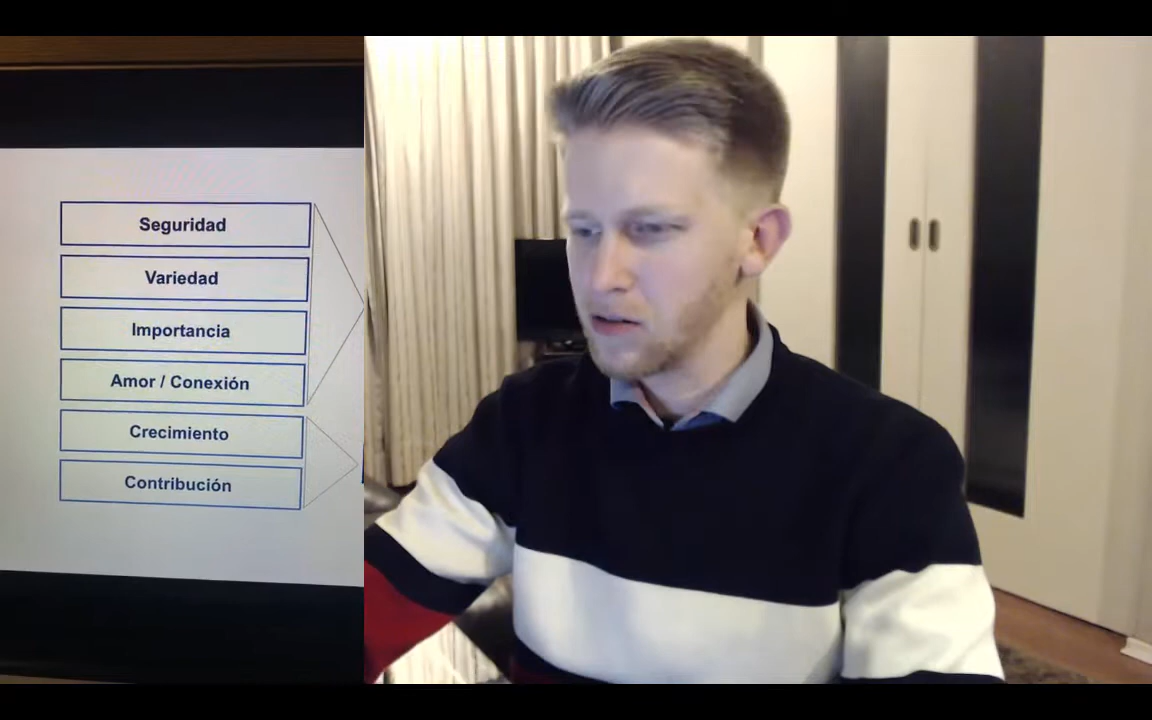 Seguridad
Variedad
Importancia
Amor / Conexión
Crecimiento
Contribución